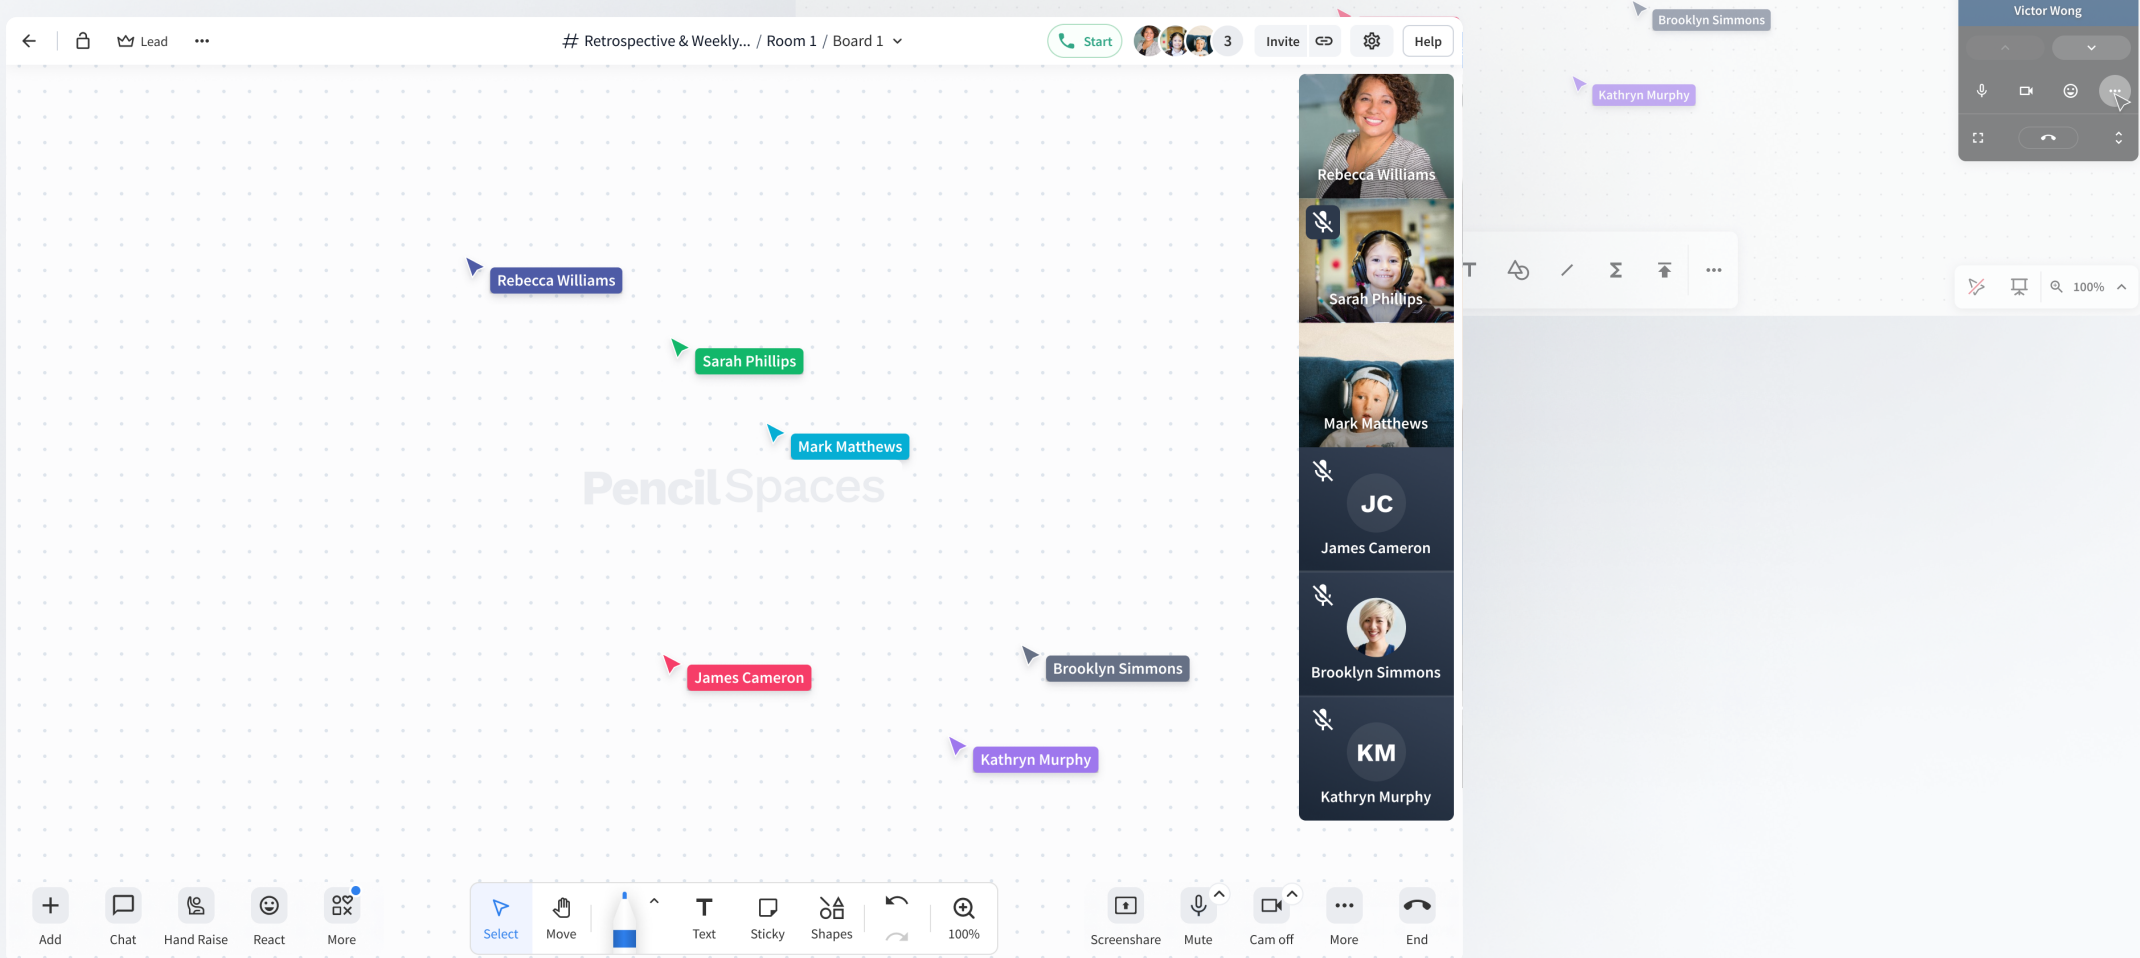 Victor Wong
Brooklyn Simmons
Lead
# Retrospective & Weekly... / Room 1 / Board 1
Start
3
Invite
Help
Kathryn Murphy
Rebecca Williams
Rebecca Williams
Sarah Phillips
100%
Sarah Phillips
Mark Matthews
Mark Matthews
Pencil Spaces
JC
James Cameron
Brooklyn Simmons
Brooklyn Simmons
James Cameron
KM
Kathryn Murphy
Kathryn Murphy
Add
Chat
Hand Raise
React
More
Select
Move
Text
Sticky
Shapes
100%
Screenshare
Mute
Cam off
More
End